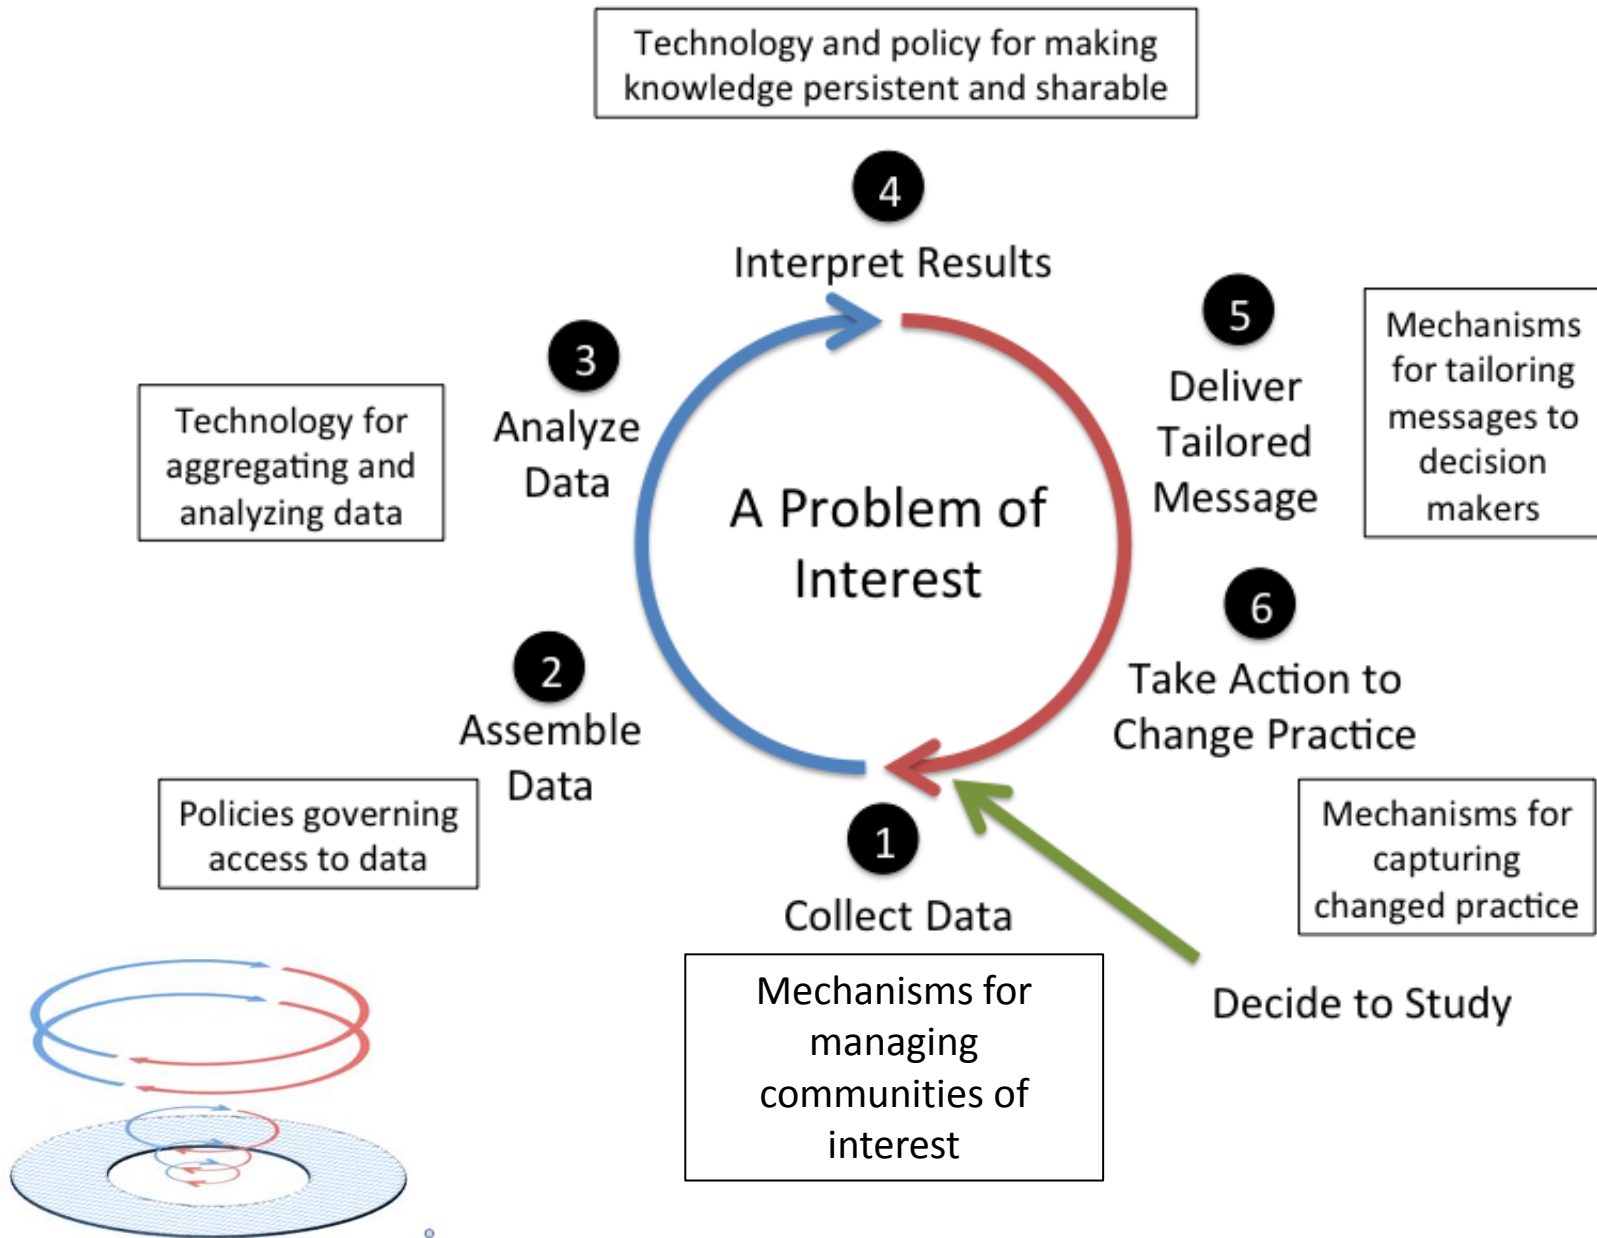 Technology and policy for making
knowledge persistent and sharable
4
Interpret Results
5
Deliver
Tailored
Message
Mechanisms
for tailoring
messages to
decision
makers
3
Analyze
Data
Technology for
aggregating and
analyzing data
A Problem of
Interest
6
Take Action to
Change Practice
2
Assemble
Data
Policies governing
access to data
Mechanisms for
capturing
changed practice
1
Collect Data
Mechanisms for
managing
communities of
interest
Decide to Study